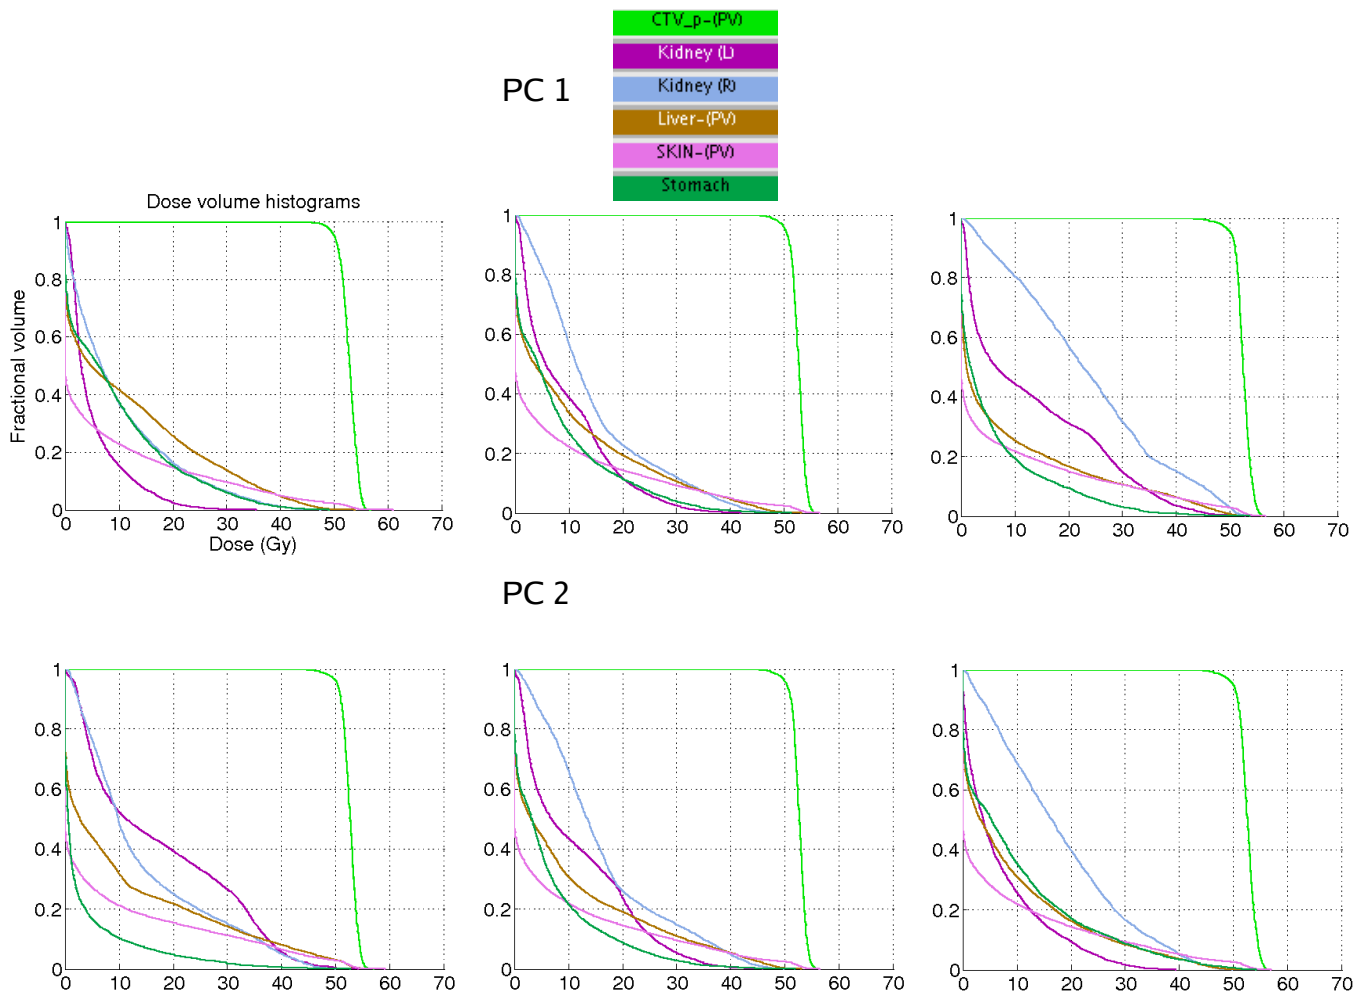 CTV_p-(PV)
Kidney (L)
PC 1
Kidney (R)
Liver-(PV)
SKIN-(PV)
Stomach
Dose volume histograms
1
0.8
0.6
0.4
0.2
0
Fractional volume
0 10 20 30 40 50 60 70
Dose (Gy)
1
0.8
0.6
0.4
0.2
0
0 10 20 30 40 50 60 70
1
0.8
0.6
0.4
0.2
0
0 10 20 30 40 50 60 70
PC 2
1
0.8
0.6
0.4
0.2
0
0 10 20 30 40 50 60 70
1
0.8
0.6
0.4
0.2
0
0 10 20 30 40 50 60 70
1
0.8
0.6
0.4
0.2
0
0 10 20 30 40 50 60 70